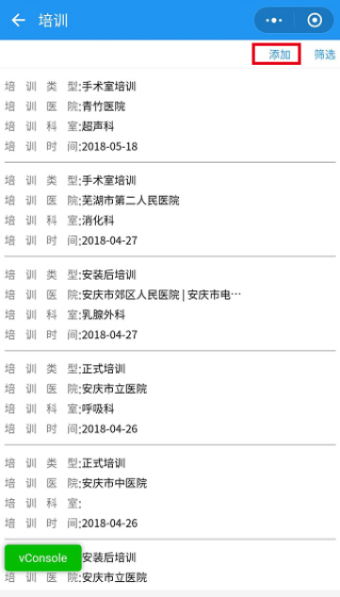 培训
添加 筛选
培训类型:手术室培训
培训医院:青竹医院
培训科室:超声科
培训时间:2018-05-18
培训类型:手术室培训
培训医院:芜湖市第二人民医院
培训科室:消化科
培训时间:2018-04-27
培训类型:安装后培训
培训医院:安庆市郊区人民医院 | 安庆市电…
培训科室:乳腺外科
培训时间:2018-04-27
培训类型:正式培训
培训医院:安庆市立医院
培训科室:呼吸科
培训时间:2018-04-26
培训类型:正式培训
培训医院:安庆市中医院
培训科室:
培训时间:2018-04-26
vConsole 安装后培训
培训医院:安庆市立医院